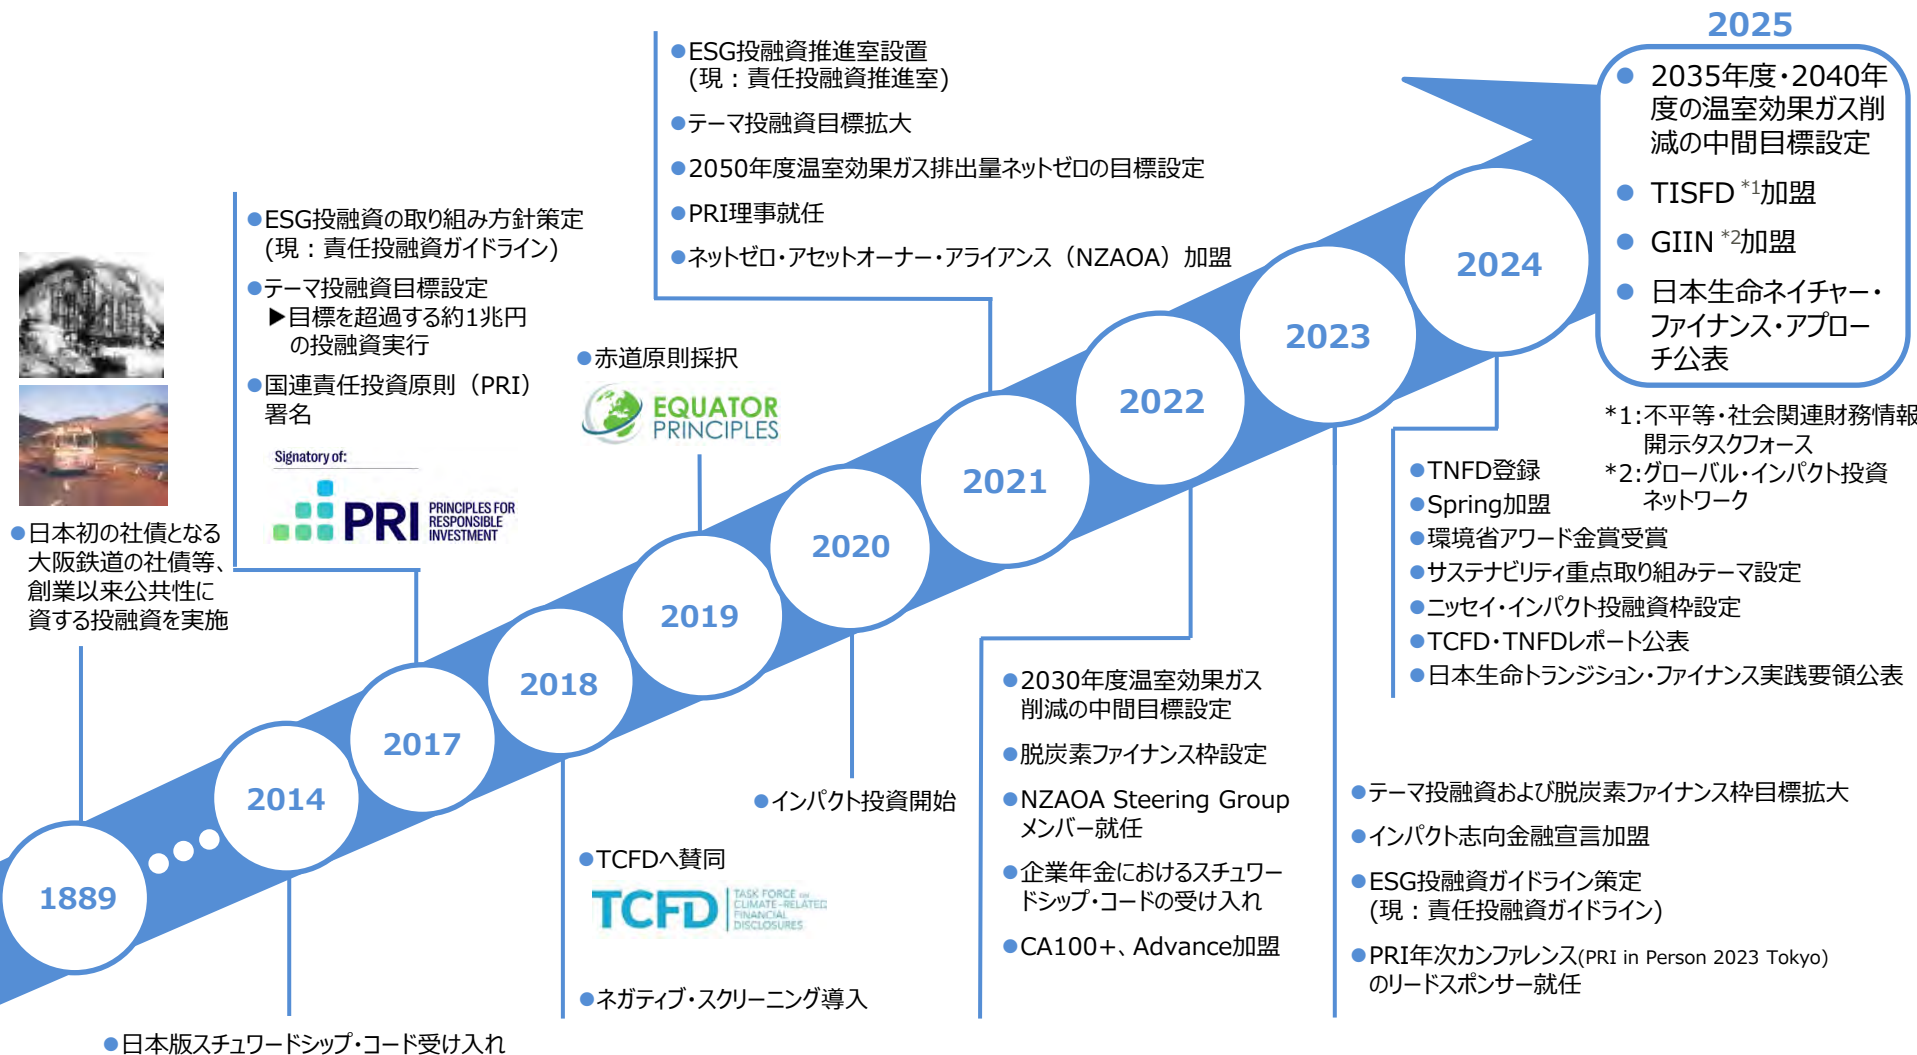 1889
●日本初の社債となる
大阪鉄道の社債等、
創業以来公共性に
資する投融資を実施
2014
●日本版スチュワードシップ・コード受け入れ
2017
●ESG投融資の取り組み方針策定
(現：責任投融資ガイドライン)
●テーマ投融資目標設定
▶目標を超過する約1兆円
の投融資実行
●国連責任投資原則（PRI）
署名
Signatory of:
PRI
PRINCIPLES FOR
RESPONSIBLE
INVESTMENT
2018
●TCFDへ賛同
TCFD
TASK FORCE ON
CLIMATE-RELATED
FINANCIAL
DISCLOSURES
●ネガティブ・スクリーニング導入
2019
●赤道原則採択
EQUATOR
PRINCIPLES
2020
●インパクト投資開始
2021
●ESG投融資推進室設置
(現：責任投融資推進室)
●テーマ投融資目標拡大
●2050年度温室効果ガス排出量ネットゼロの目標設定
●PRI理事就任
●ネットゼロ・アセットオーナー・アライアンス（NZAOA）加盟
2022
●2030年度温室効果ガス
削減の中間目標設定
●脱炭素ファイナンス枠設定
●NZAOA Steering Group
メンバー就任
●企業年金におけるスチュワー
ドシップ・コードの受け入れ
●CA100+、Advance加盟
2023
●テーマ投融資および脱炭素ファイナンス枠目標拡大
●インパクト志向金融宣言加盟
●ESG投融資ガイドライン策定
(現：責任投融資ガイドライン)
●PRI年次カンファレンス(PRI in Person 2023 Tokyo)
のリードスポンサー就任
2024
●TNFD登録
●Spring加盟
●環境省アワード金賞受賞
●サステナビリティ重点取り組みテーマ設定
●ニッセイ・インパクト投融資枠設定
●TCFD・TNFDレポート公表
●日本生命トランジション・ファイナンス実践要領公表
2025
● 2035年度・2040年
度の温室効果ガス削
減の中間目標設定
● TISFD *1加盟
● GIIN *2加盟
● 日本生命ネイチャー・
ファイナンス・アプロー
チ公表
*1:不平等・社会関連財務情報
開示タスクフォース
*2:グローバル・インパクト投資
ネットワーク